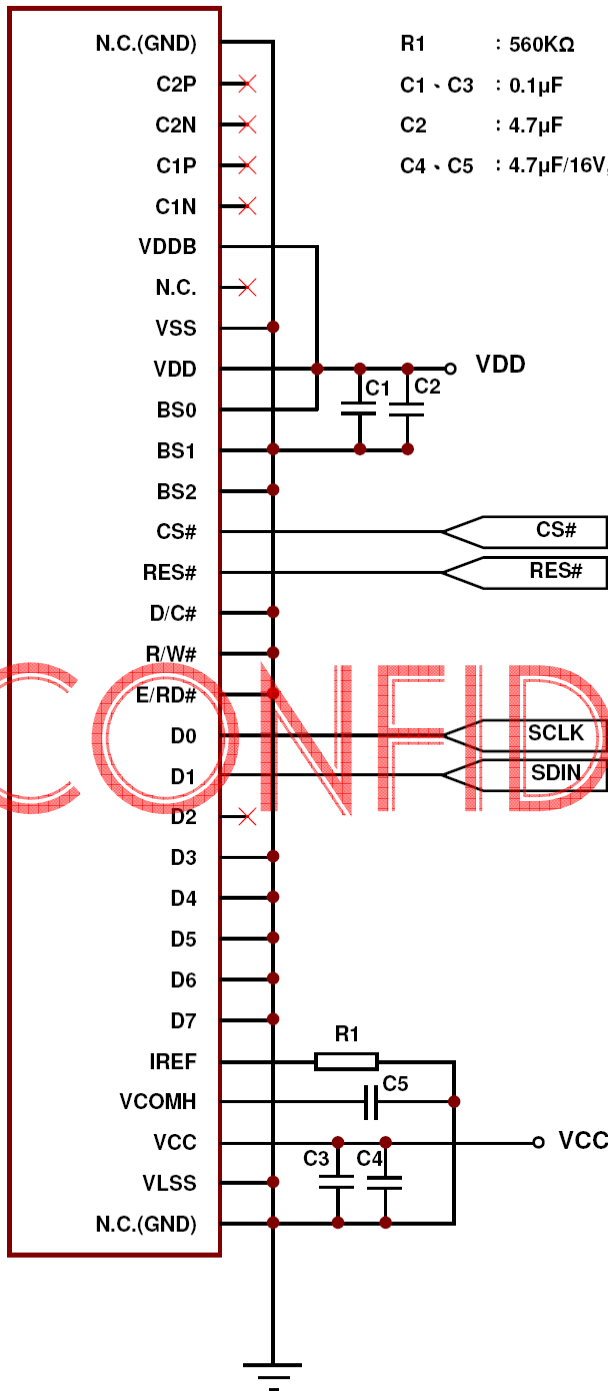 N.C.(GND)
C2P
C2N
C1P
C1N
VDDB
N.C.
VSS
VDD
BS0
BS1
BS2
CS#
RES#
D/C#
R/W#
E/RD#
D0
D1
D2
D3
D4
D5
D6
D7
IREF
VCOMH
VCC
VLSS
N.C.(GND)
R1 : 560KΩ
C1、C3 : 0.1µF
C2 : 4.7µF
C4、C5 : 4.7µF/16V,
VDD
C1
C2
CS#
RES#
SCLK
SDIN
R1
C5
VCC
C3
C4
CONFID